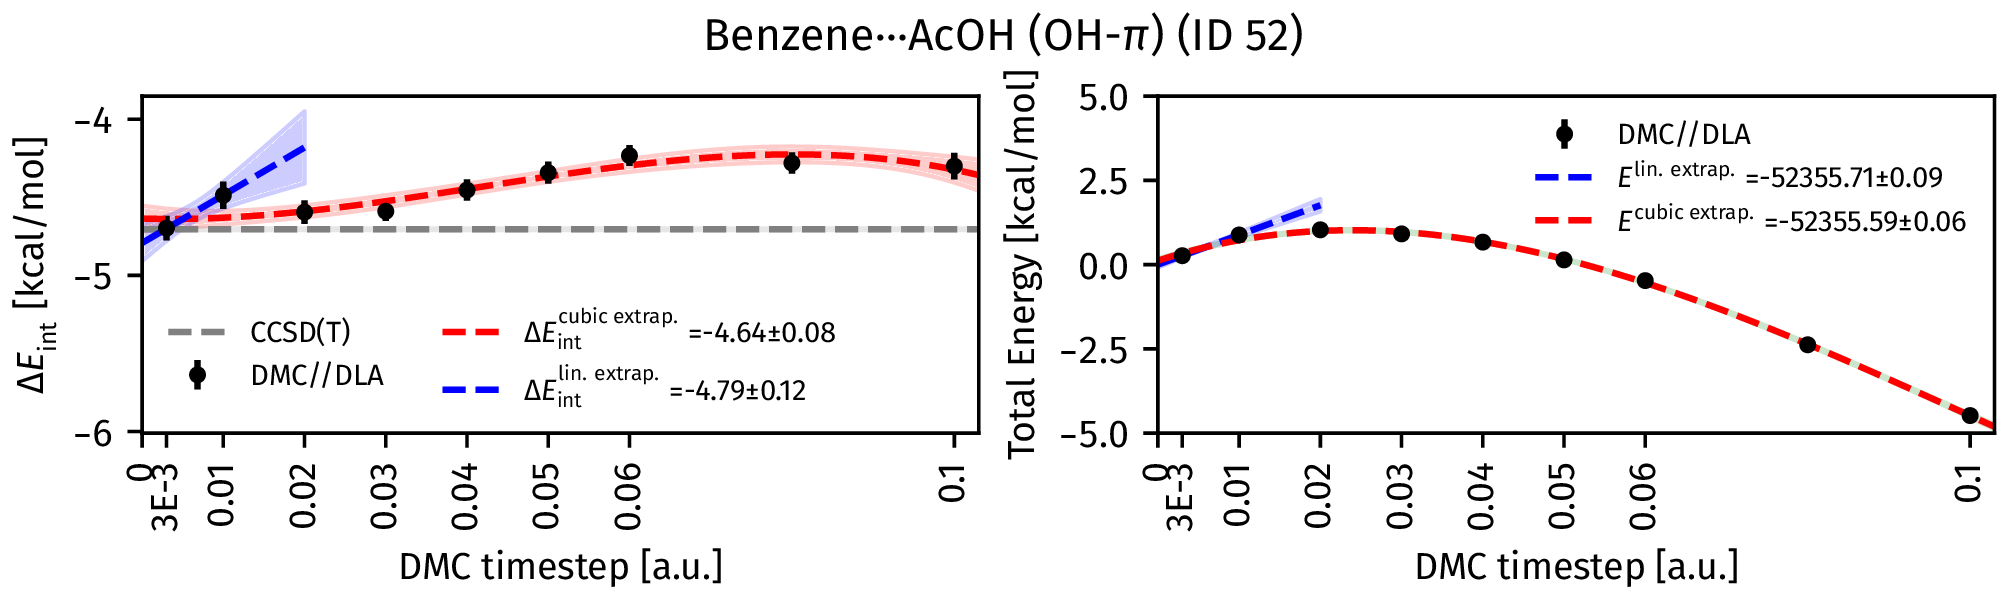 Benzene···AcOH (OH-π) (ID 52)
ΔE_int [kcal/mol]
−4
−5
−6
CCSD(T)
DMC//DLA
ΔE_int^cubic extrap. =-4.64±0.08
ΔE_int^lin. extrap. =-4.79±0.12
0
3E-3
0.01
0.02
0.03
0.04
0.05
0.06
0.1
DMC timestep [a.u.]
Total Energy [kcal/mol]
5.0
2.5
0.0
−2.5
−5.0
DMC//DLA
E^lin. extrap. =-52355.71±0.09
E^cubic extrap. =-52355.59±0.06
0
3E-3
0.01
0.02
0.03
0.04
0.05
0.06
0.1
DMC timestep [a.u.]